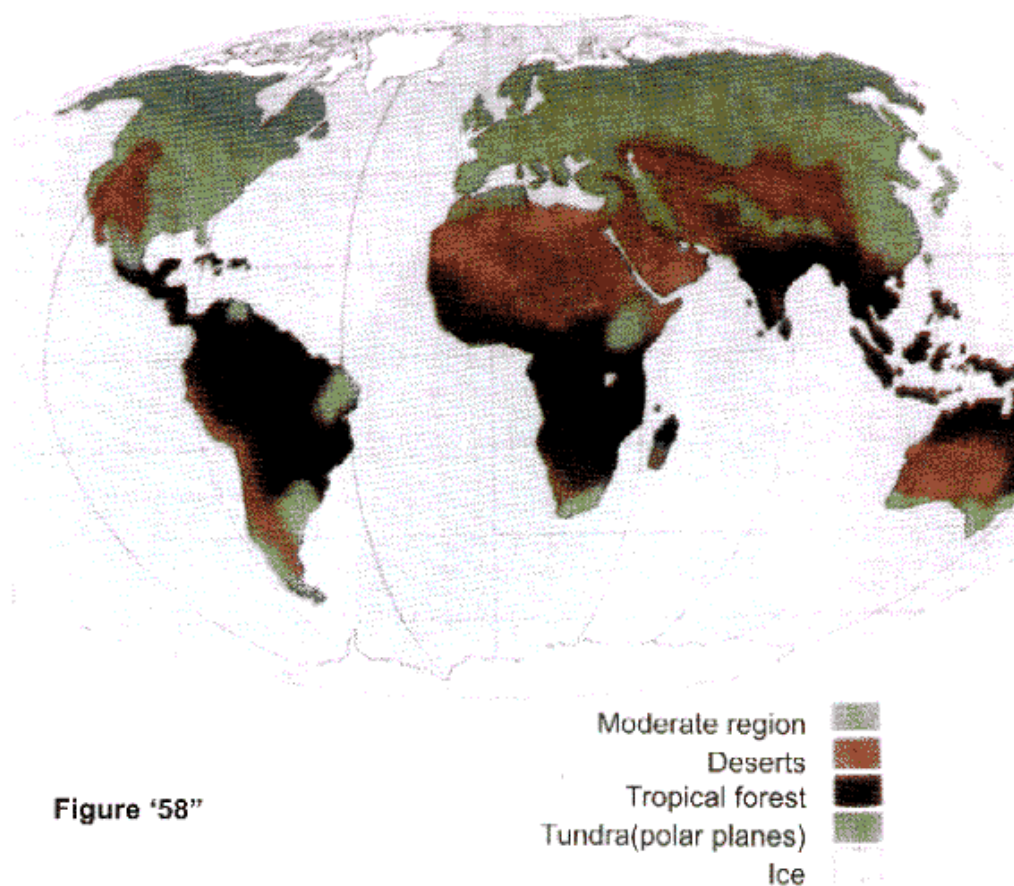 Moderate region
Deserts
Tropical forest
Tundra(polar planes)
Ice
Figure ‘58”